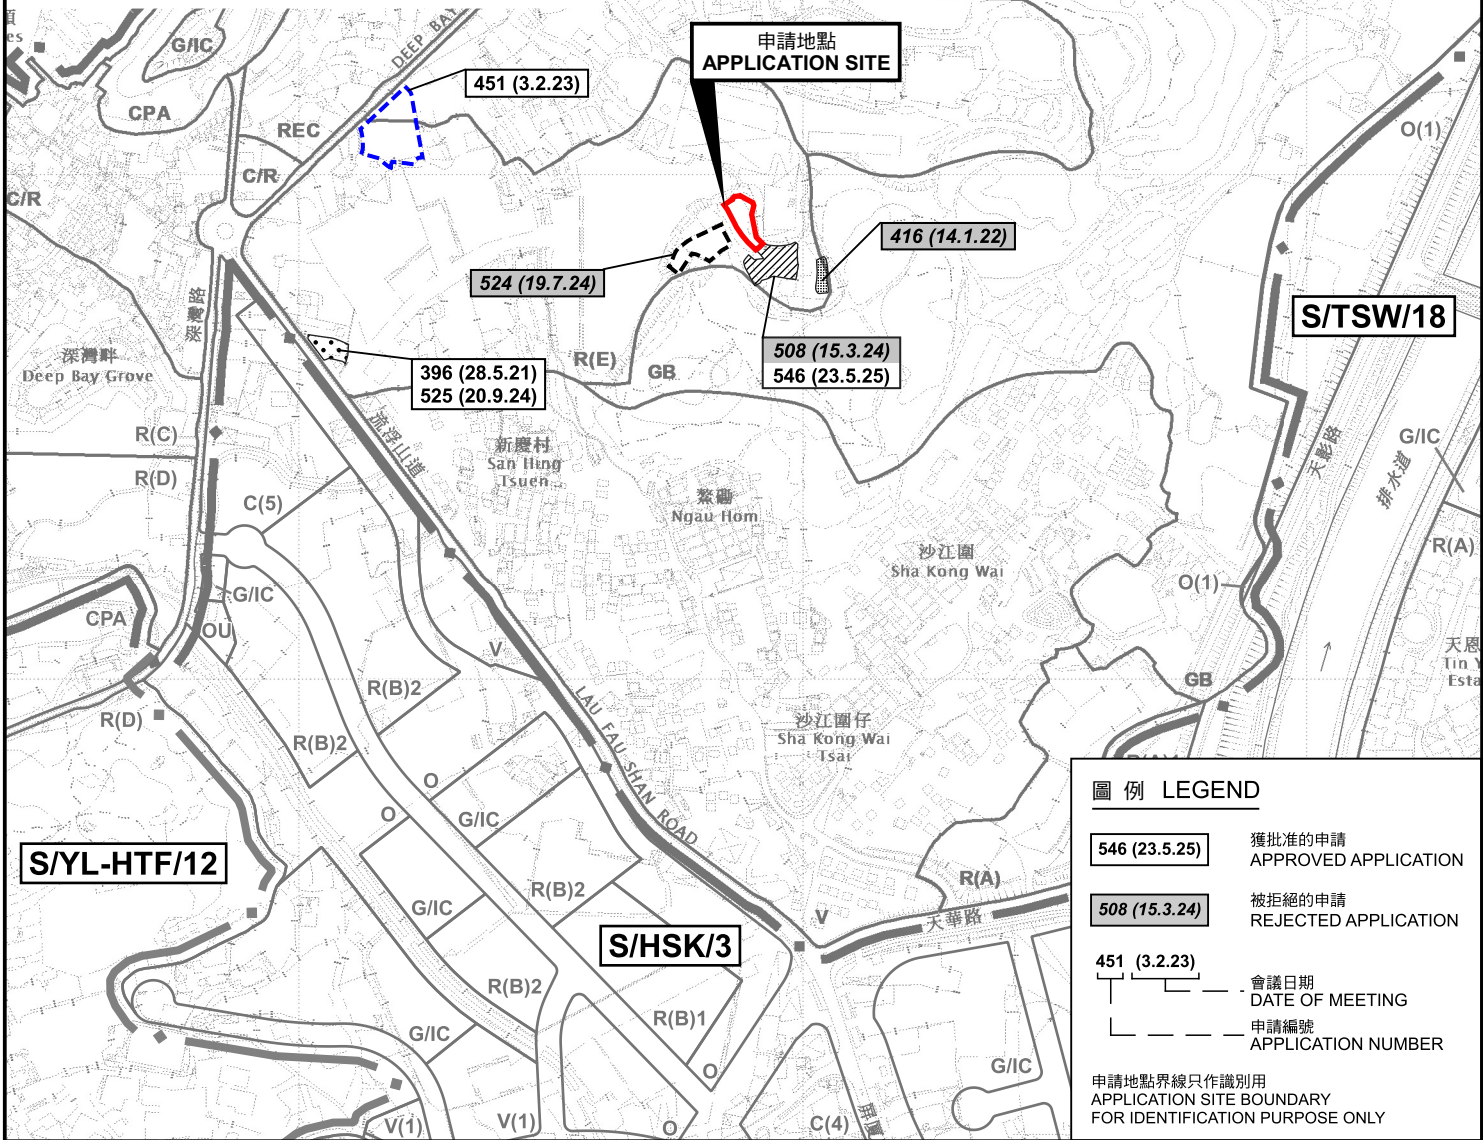 G/IC
CPA
REC
C/R
C/R
DEEP BAY
451 (3.2.23)
申請地點
APPLICATION SITE
O(1)
416 (14.1.22)
524 (19.7.24)
S/TSW/18
深灣路
深灣畔
Deep Bay Grove
396 (28.5.21)
525 (20.9.24)
R(E)
GB
508 (15.3.24)
546 (23.5.25)
流浮山道
R(C)
R(D)
C(5)
新慶村
San Hing
Tsuen
鰲磡
Ngau Hom
天影路
排水道
G/IC
R(A)
沙江圍
Sha Kong Wai
O(1)
G/IC
CPA
OU
V
R(B)2
GB
天恩
Tin Y
Esta
R(D)
R(B)2
沙江圍仔
Sha Kong Wai
Tsai
LAU FAU SHAN ROAD
O
O
G/IC
S/YL-HTF/12
R(B)2
G/IC
R(A)
V
天華路
S/HSK/3
R(B)2
R(B)1
G/IC
G/IC
O
V(1)
V(1)
O
C(4)
屏廈
圖例 LEGEND
546 (23.5.25)
獲批准的申請
APPROVED APPLICATION
508 (15.3.24)
被拒絕的申請
REJECTED APPLICATION
451 (3.2.23)
會議日期
DATE OF MEETING
申請編號
APPLICATION NUMBER
申請地點界線只作識別用
APPLICATION SITE BOUNDARY
FOR IDENTIFICATION PURPOSE ONLY